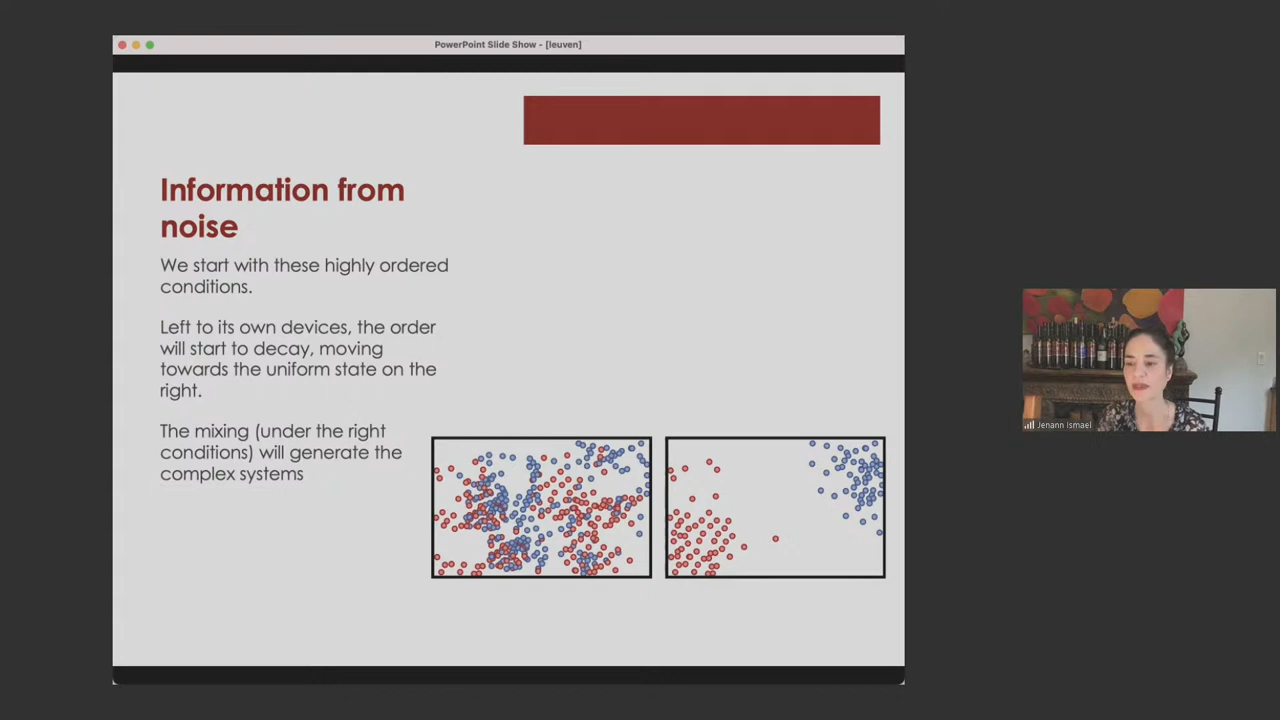 PowerPoint Slide Show - [leuven]
Information from
noise
We start with these highly ordered
conditions.
Left to its own devices, the order
will start to decay, moving
towards the uniform state on the
right.
The mixing (under the right
conditions) will generate the
complex systems
Jenann Ismael